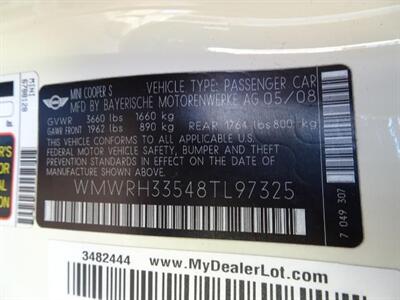 MINI COOPER S
VEHICLE TYPE: PASSENGER CAR
MFD. BY BAYERISCHE MOTORENWERKE AG 05/08
GVWR 3660 lbs 1660 kg
GAWR FRONT 1962 lbs 890 kg REAR 1764 lbs 800 kg
THIS VEHICLE CONFORMS TO ALL APPLICABLE
FEDERAL MOTOR VEHICLE SAFETY, BUMPER AND THEFT
PREVENTION STANDARDS IN EFFECT ON THE DATE OF
MANUFACTURE SHOWN ABOVE.
WMWRH33548TL97325
7 049 307
MINI
3482444 www.
MyDealerLot.com